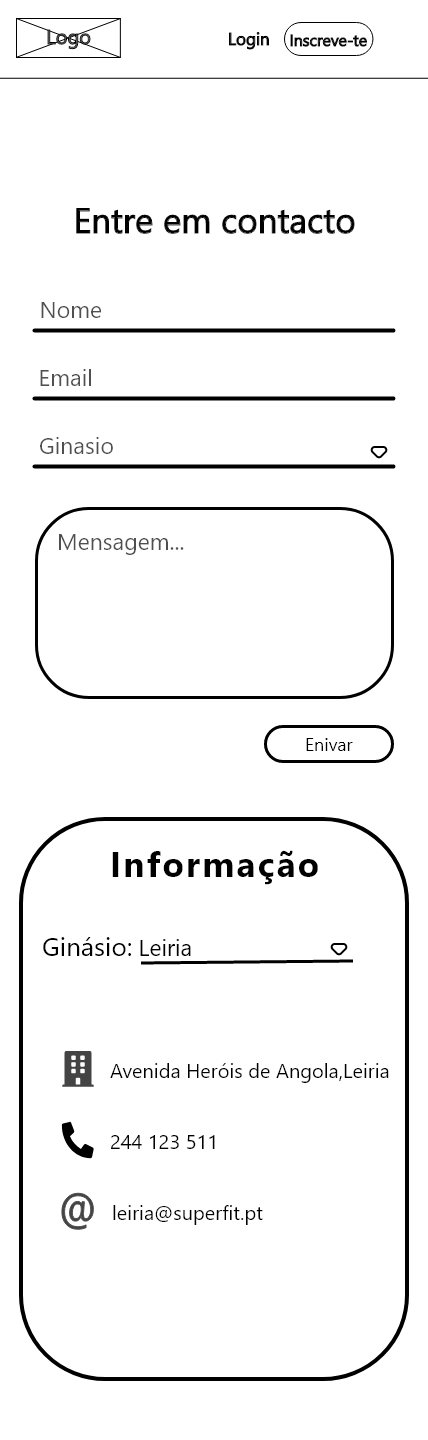 Logo
Login
Inscreve-te
Entre em contacto
Nome
Email
Ginasio
Mensagem...
Enivar
Informação
Ginásio: Leiria
Avenida Heróis de Angola,Leiria
244 123 511
leiria@superfit.pt